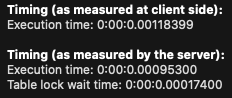 Timing (as measured at client side):
Execution time: 0:00:0.00118399
Timing (as measured by the server):
Execution time: 0:00:0.00095300
Table lock wait time: 0:00:0.00017400